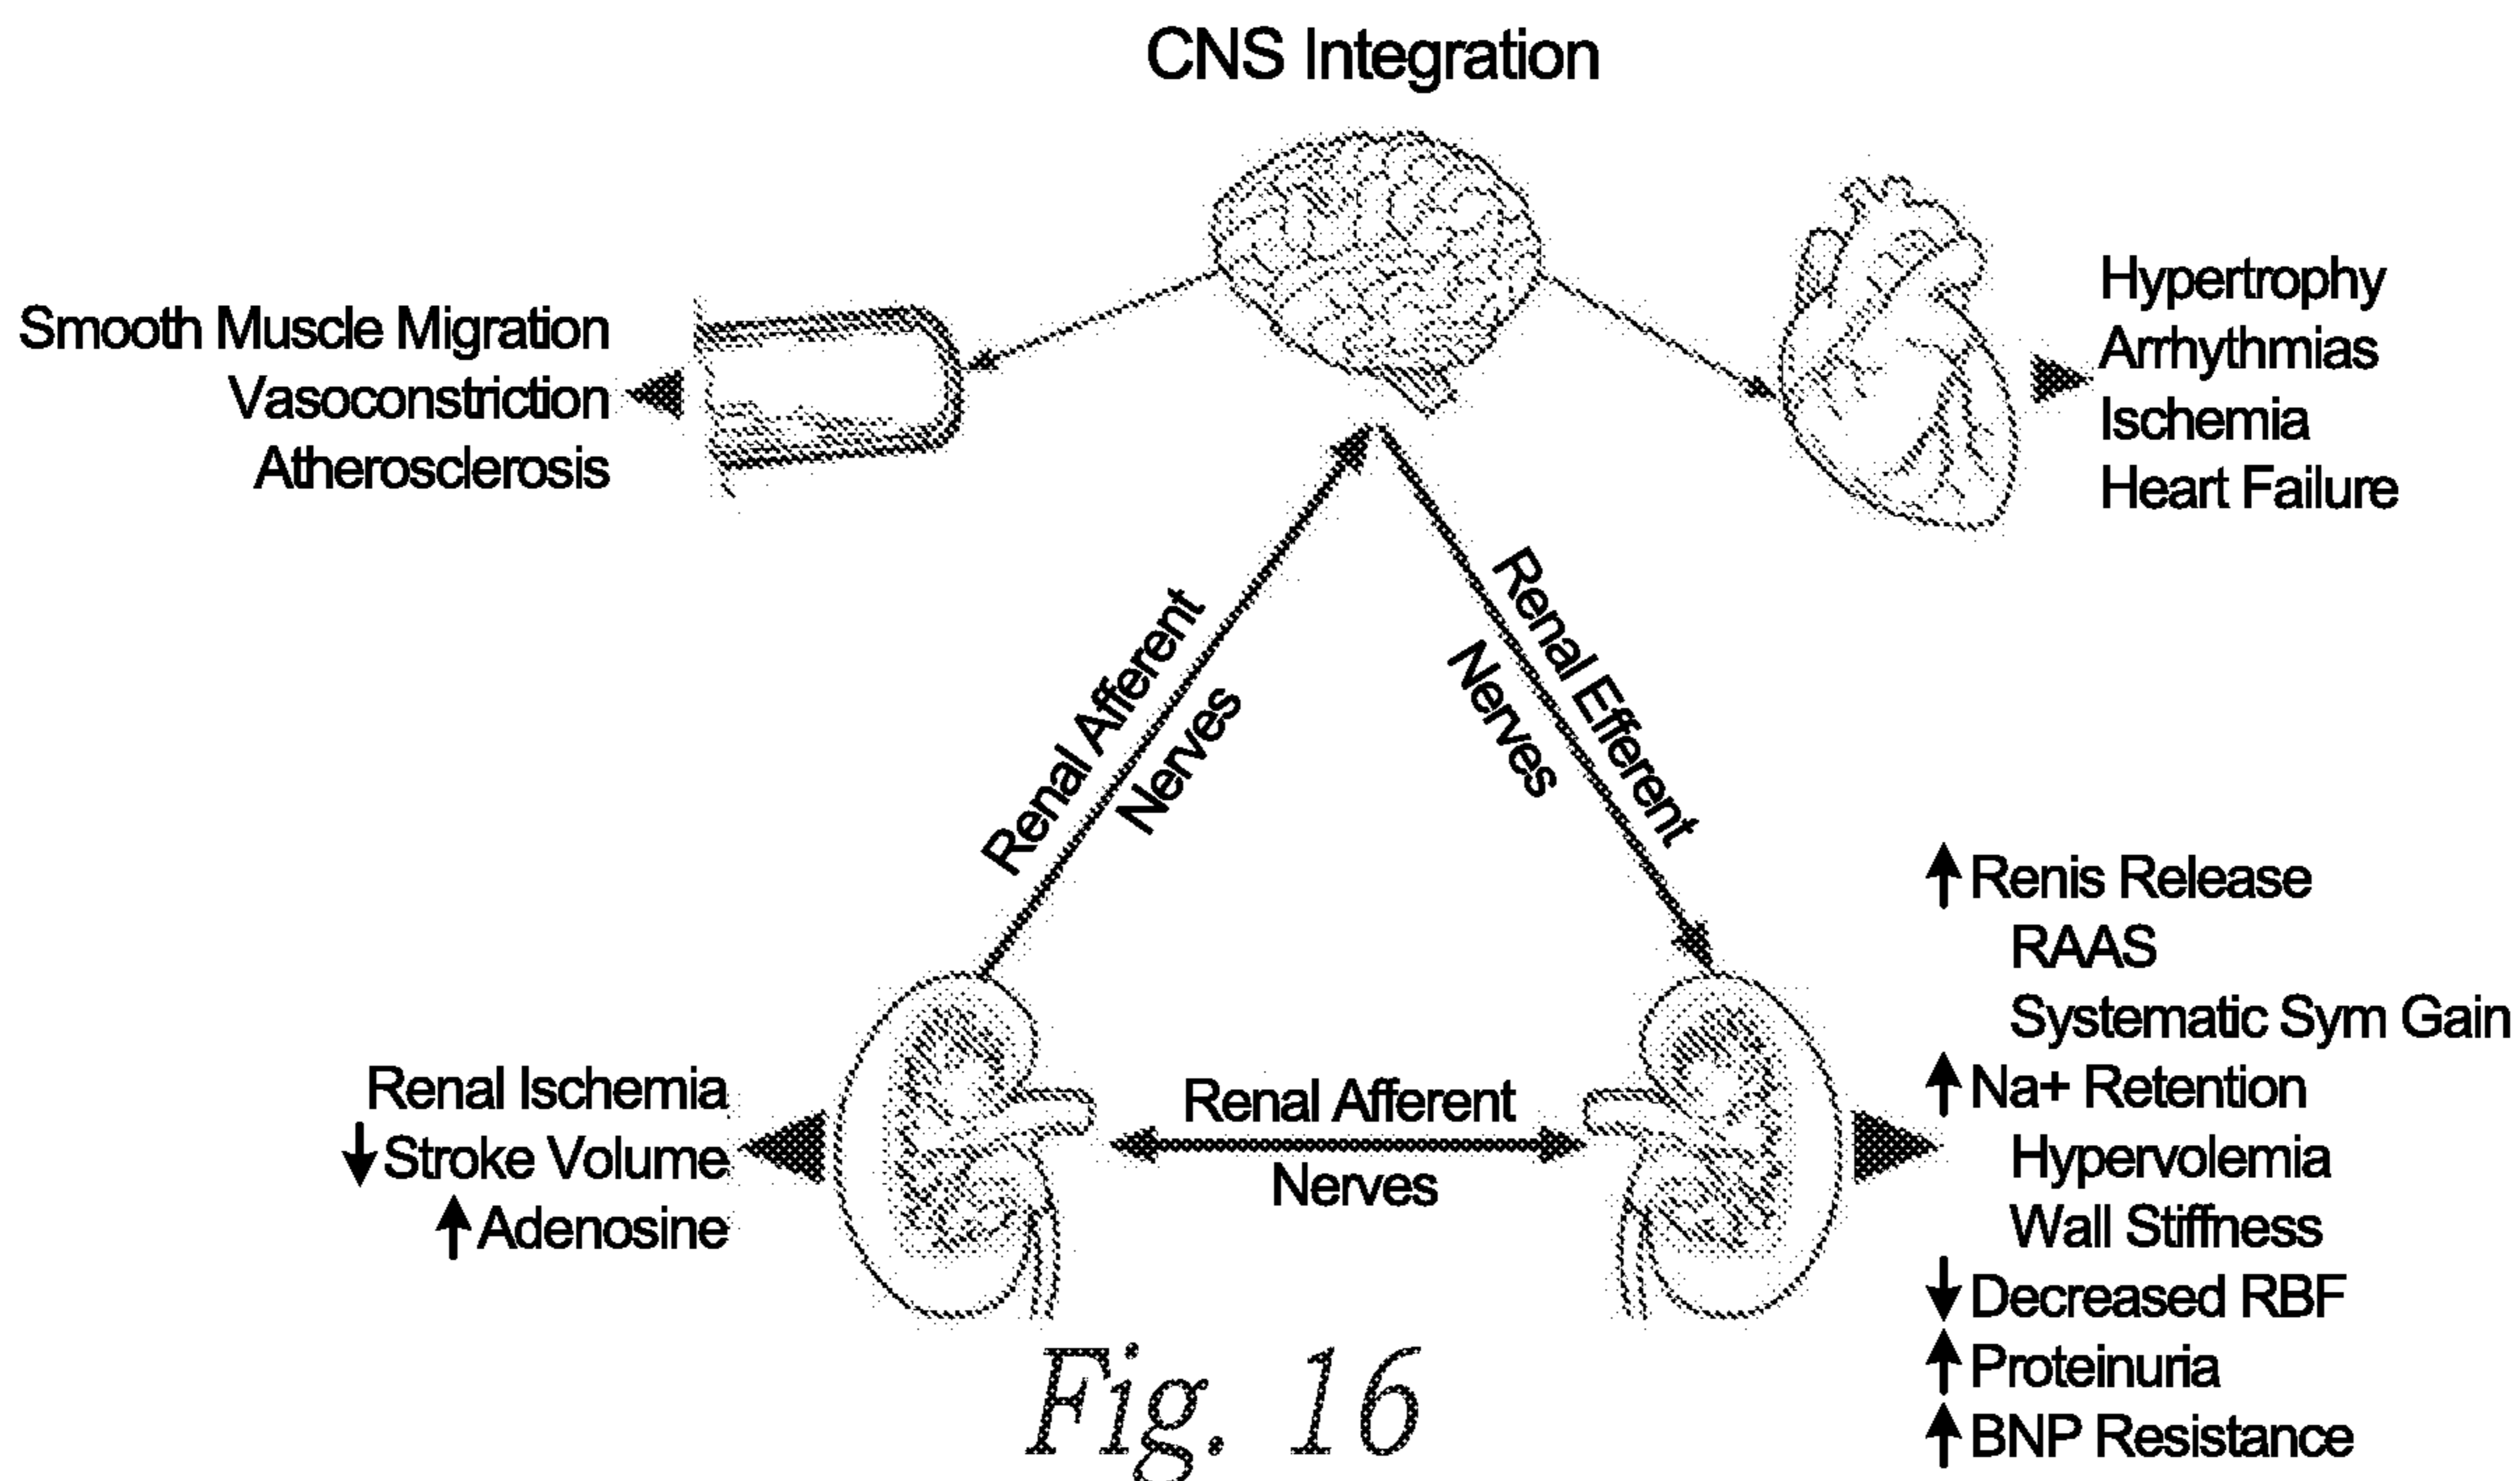 CNS Integration
Smooth Muscle Migration
Vasoconstriction
Atherosclerosis
Hypertrophy
Arrhythmias
Ischemia
Heart Failure
Renal Afferent
Nerves
Renal Efferent
Nerves
Renal Ischemia
↓Stroke Volume
↑Adenosine
Renal Afferent
Nerves
↑Renis Release
RAAS
Systematic Sym Gain
↑Na+ Retention
Hypervolemia
Wall Stiffness
↓Decreased RBF
↑Proteinuria
↑BNP Resistance
Fig. 16